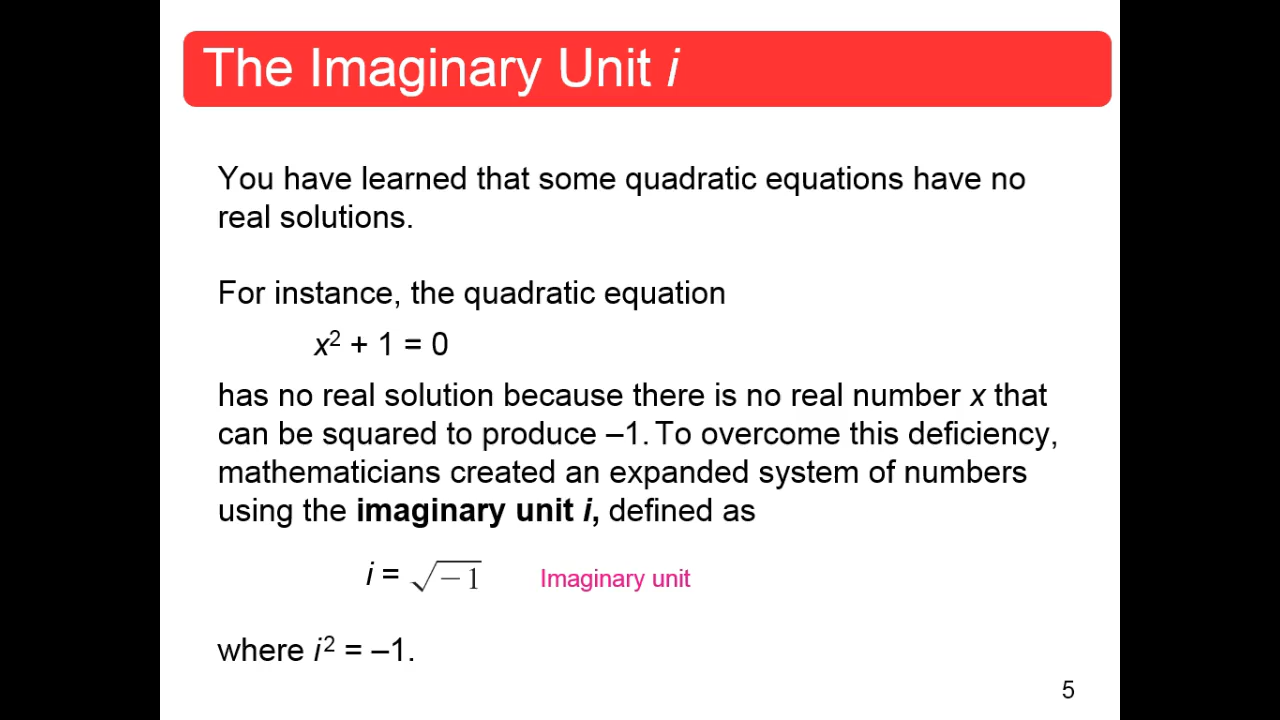 The Imaginary Unit i
You have learned that some quadratic equations have no
real solutions.
For instance, the quadratic equation
x² + 1 = 0
has no real solution because there is no real number x that
can be squared to produce –1. To overcome this deficiency,
mathematicians created an expanded system of numbers
using the imaginary unit i, defined as
i = √–1 Imaginary unit
where i² = –1.
5